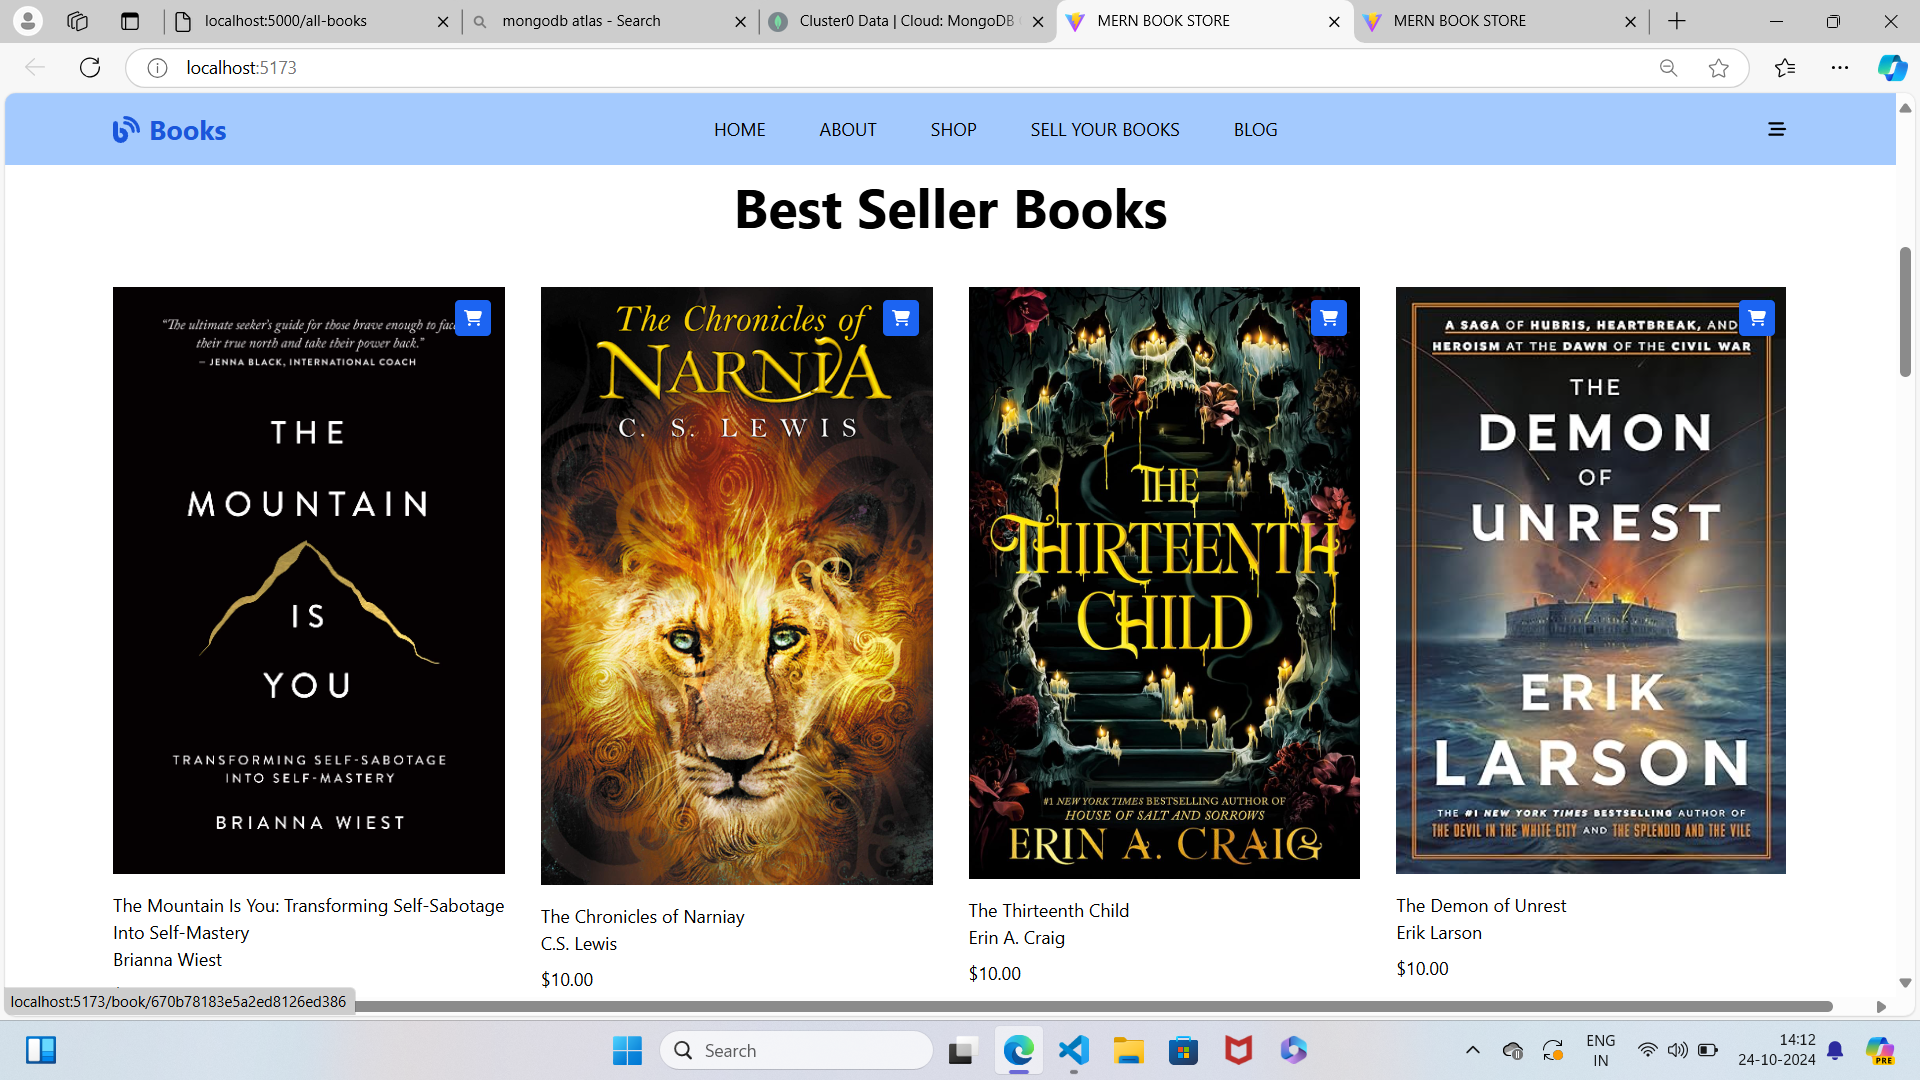 localhost:5000/all-books
mongodb atlas - Search
Cluster0 Data | Cloud: MongoDB
MERN BOOK STORE
MERN BOOK STORE
localhost:5173
Books
HOME
ABOUT
SHOP
SELL YOUR BOOKS
BLOG
Best Seller Books
“The ultimate seeker’s guide for those brave enough to face
their true north and take their power back.”
– JENNA BLACK, INTERNATIONAL COACH
THE
MOUNTAIN
IS
YOU
TRANSFORMING SELF-SABOTAGE
INTO SELF-MASTERY
BRIANNA WIEST
The Mountain Is You: Transforming Self-Sabotage
Into Self-Mastery
Brianna Wiest
The Chronicles of
NARNIA
C. S. LEWIS
The Chronicles of Narniay
C.S. Lewis
$10.00
THE
THIRTEENTH
CHILD
#1 NEW YORK TIMES BESTSELLING AUTHOR OF
HOUSE OF SALT AND SORROWS
ERIN A. CRAIG
The Thirteenth Child
Erin A. Craig
$10.00
A SAGA OF HUBRIS, HEARTBREAK, AND
HEROISM AT THE DAWN OF THE CIVIL WAR
THE
DEMON
OF
UNREST
ERIK
LARSON
THE #1 NEW YORK TIMES BESTSELLING AUTHOR OF
THE DEVIL IN THE WHITE CITY AND THE SPLENDID AND THE VILE
The Demon of Unrest
Erik Larson
$10.00
localhost:5173/book/670b78183e5a2ed8126ed386
Search
ENG
IN
14:12
24-10-2024
PRE